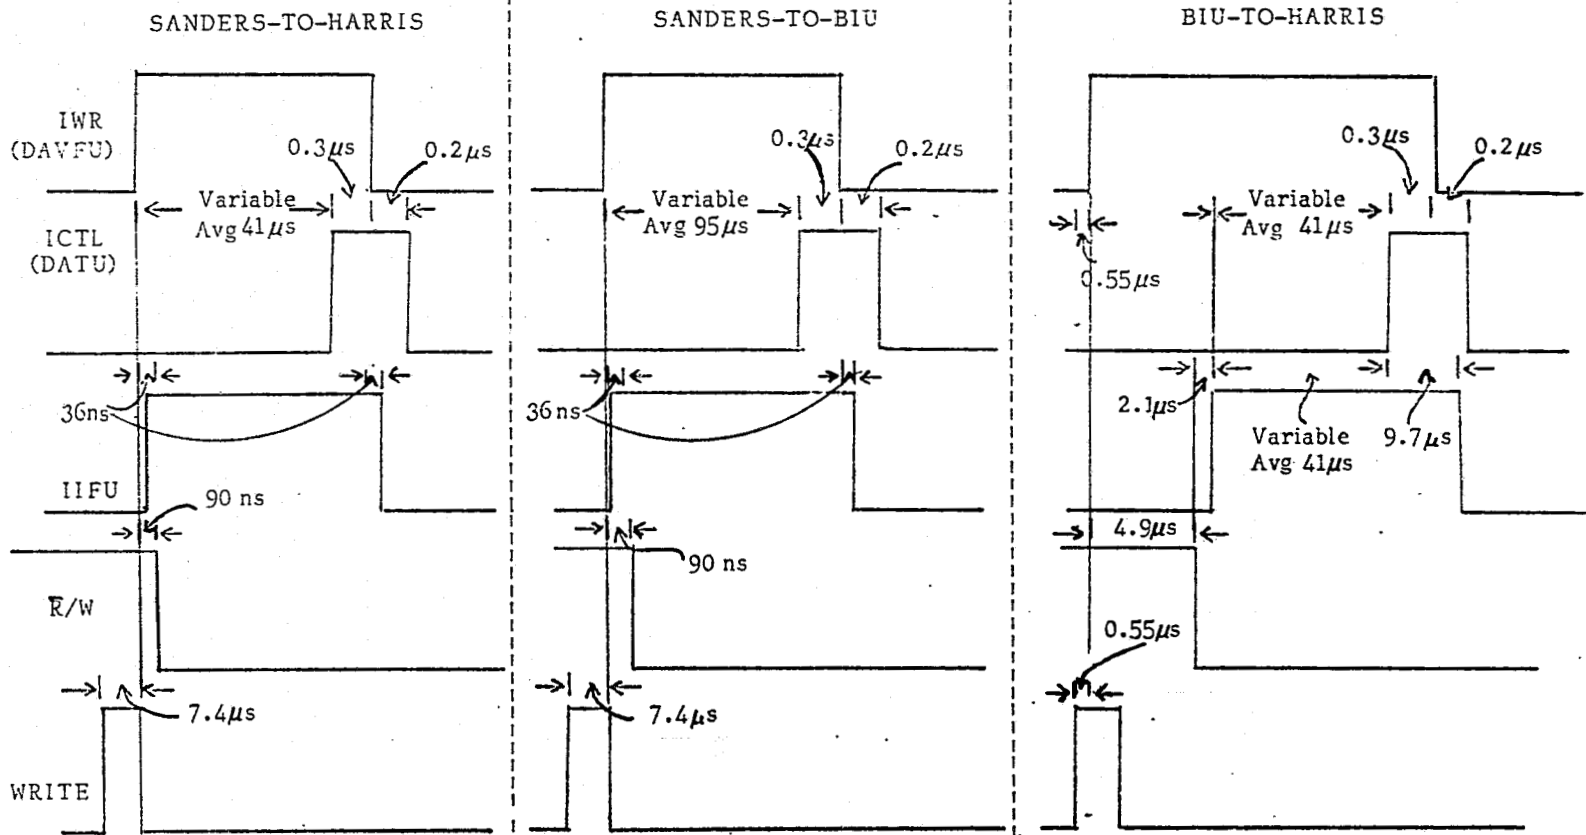 SANDERS-TO-HARRIS
SANDERS-TO-BIU
BIU-TO-HARRIS
IWR
(DAVFU)
0.3µs
0.2µs
0.3µs
0.2µs
0.3µs
0.2µs
Variable
Avg 41µs
Variable
Avg 95µs
Variable
Avg 41µs
ICTL
(DATU)
0.55µs
36ns
36ns
2.1µs
Variable
Avg 41µs
9.7µs
IIFU
90 ns
90 ns
4.9µs
R̅/W
0.55µs
7.4µs
7.4µs
WRITE